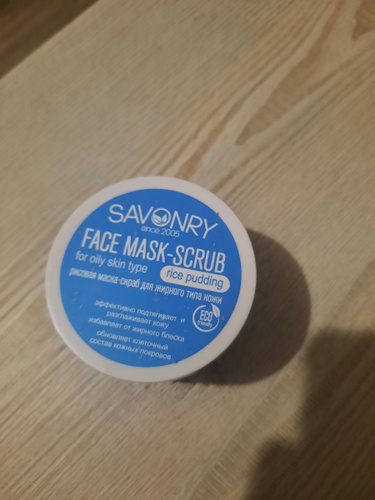 SAVONRY
since 2005
FACE MASK-SCRUB
for oily skin type
rice pudding
рисовая маска-скраб для жирного типа кожи
эффективно подтягивает и
разглаживает кожу
избавляет от жирного блеска
обновляет клеточный
состав кожных покровов
ECO
friendly